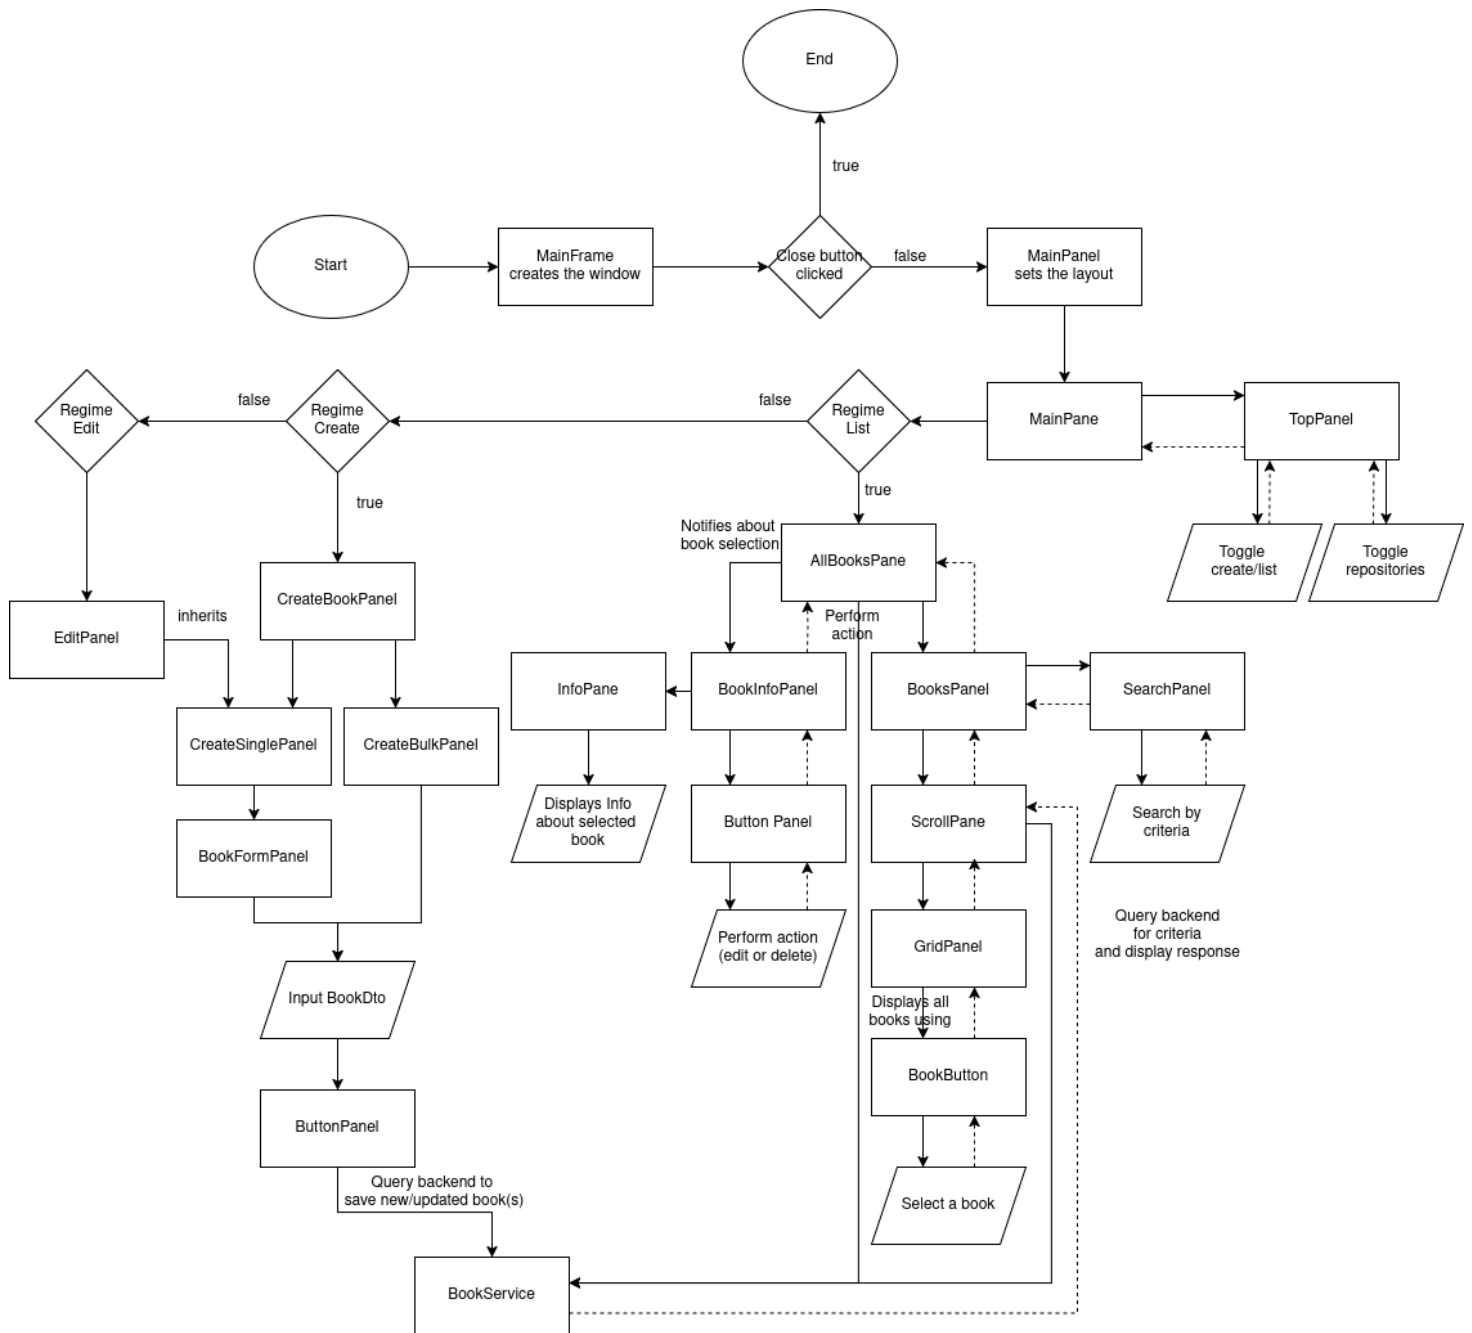 End
true
Start
MainFrame
creates the window
Close button
clicked
false
MainPanel
sets the layout
Regime
Edit
false
Regime
Create
false
Regime
List
MainPane
TopPanel
true
true
Notifies about
book selection
AllBooksPane
Toggle
create/list
Toggle
repositories
EditPanel
inherits
CreateBookPanel
Perform
action
InfoPane
BookInfoPanel
BooksPanel
SearchPanel
CreateSinglePanel
CreateBulkPanel
Displays Info
about selected
book
Button Panel
ScrollPane
Search by
criteria
BookFormPanel
Perform action
(edit or delete)
GridPanel
Query backend
for criteria
and display response
Input BookDto
Displays all
books using
BookButton
ButtonPanel
Query backend to
save new/updated book(s)
Select a book
BookService